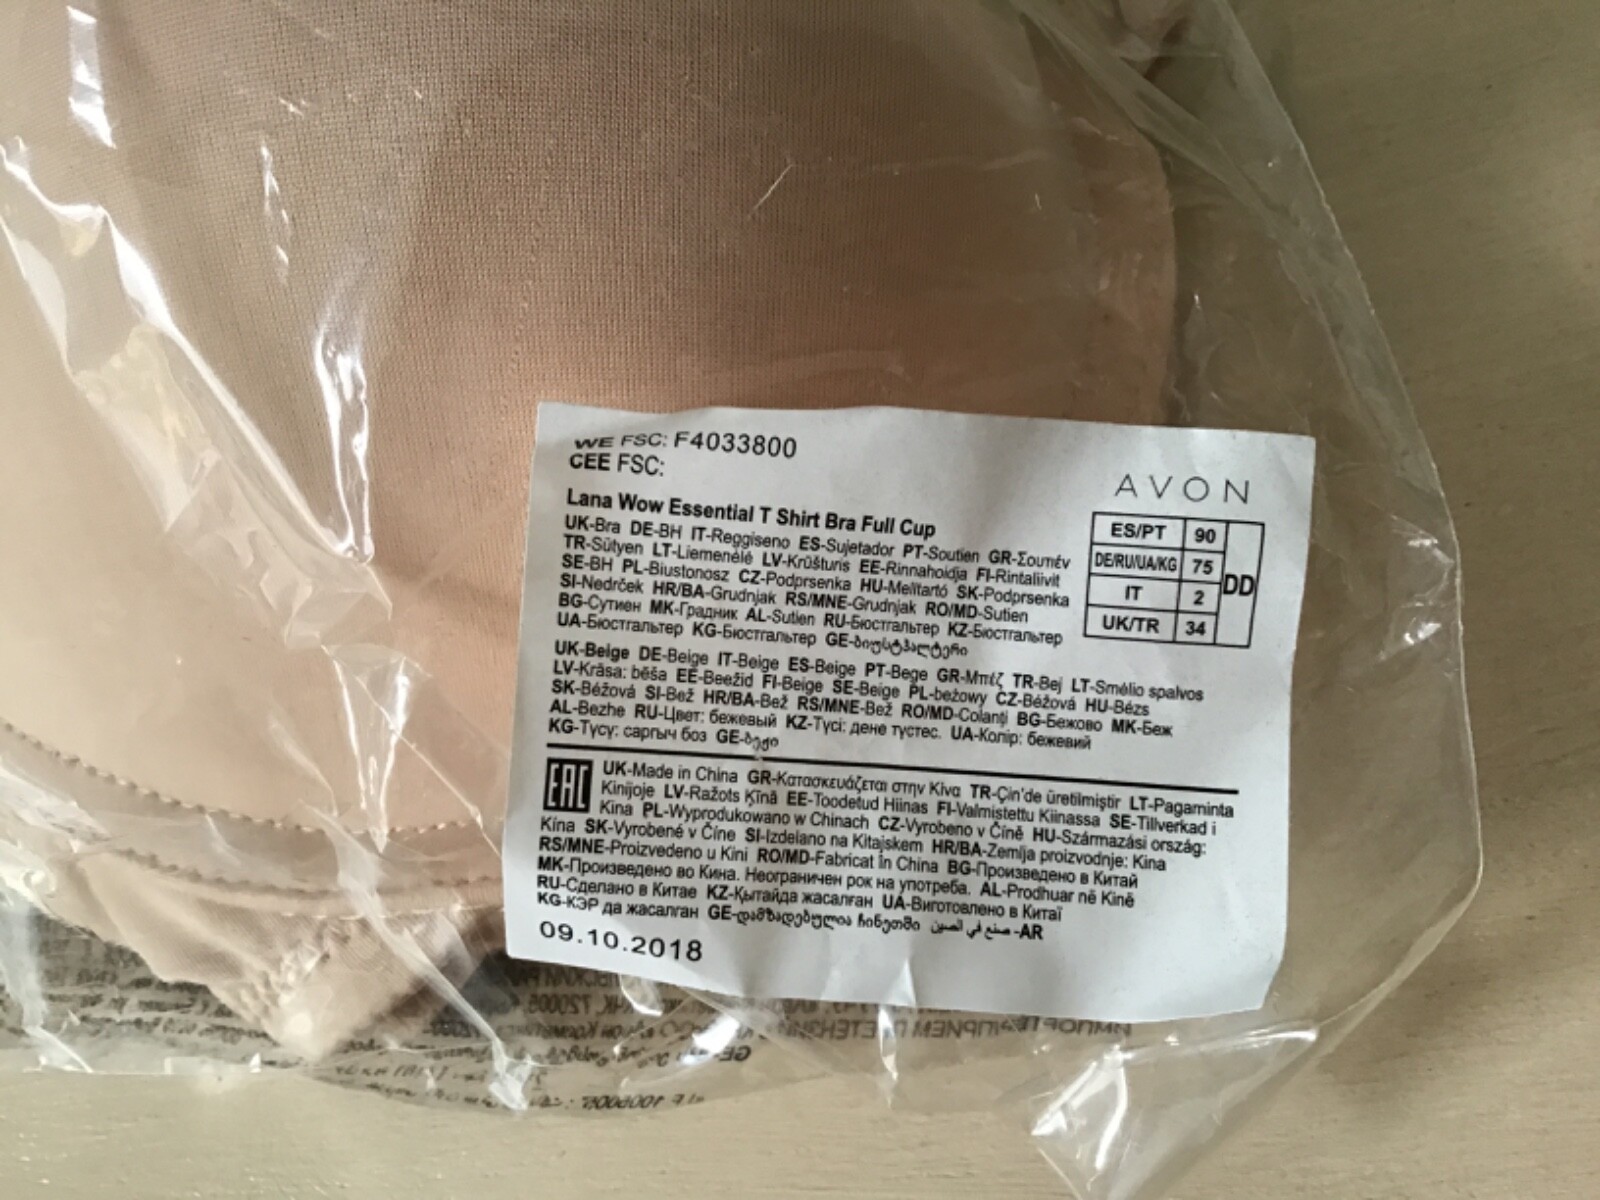 WE FSC: F4033800
CEE FSC:
AVON
Lana Wow Essential T Shirt Bra Full Cup
UK-Bra DE-BH IT-Reggiseno ES-Sujetador PT-Soutien GR-Σουτιέν
TR-Sütyen LT-Liemenėlė LV-Krūšturis EE-Rinnahoidja FI-Rintaliivit
SE-BH PL-Biustonosz CZ-Podprsenka HU-Melltartó SK-Podprsenka
SI-Nedrček HR/BA-Grudnjak RS/MNE-Grudnjak RO/MD-Sutien
BG-Сутиен MK-Градник AL-Sutien RU-Бюстгальтер KZ-Бюстгальтер
UA-Бюстгальтер KG-Бюстгальтер GE-ბიუსტჰალტერი
ES/PT 90
DE/RU/UA/KG 75
DD
IT 2
UK/TR 34
UK-Beige DE-Beige IT-Beige ES-Beige PT-Bege GR-Μπέζ TR-Bej LT-Smėlio spalvos
LV-Krāsa: bēša EE-Beežid FI-Beige SE-Beige PL-beżowy CZ-Béžová HU-Bézs
SK-Béžová SI-Bež HR/BA-Bež RS/MNE-Bež RO/MD-Colanți BG-Бежово MK-Беж
AL-Bezhe RU-Цвет: бежевый KZ-Түсі: дене түстес. UA-Колір: бежевий
KG-Түсү: саргыч боз GE-ბეჟი
EAC UK-Made in China GR-Κατασκευάζεται στην Κίνα TR-Çin'de üretilmiştir LT-Pagaminta
Kinijoje LV-Ražots Ķīnā EE-Toodetud Hiinas FI-Valmistettu Kiinassa SE-Tillverkad i
Kina PL-Wyprodukowano w Chinach CZ-Vyrobeno v Číně HU-Származási ország:
Kína SK-Vyrobené v Číne SI-Izdelano na Kitajskem HR/BA-Zemlja proizvodnje: Kina
RS/MNE-Proizvedeno u Kini RO/MD-Fabricat în China BG-Произведено в Китай
MK-Произведено во Кина. Неограничен рок на употреба. AL-Prodhuar në Kinë
RU-Сделано в Китае KZ-Қытайда жасалған UA-Виготовлено в Китаї
KG-КЭР да жасалган GE-დამზადებულია ჩინეთში صنع في الصين -AR
09.10.2018